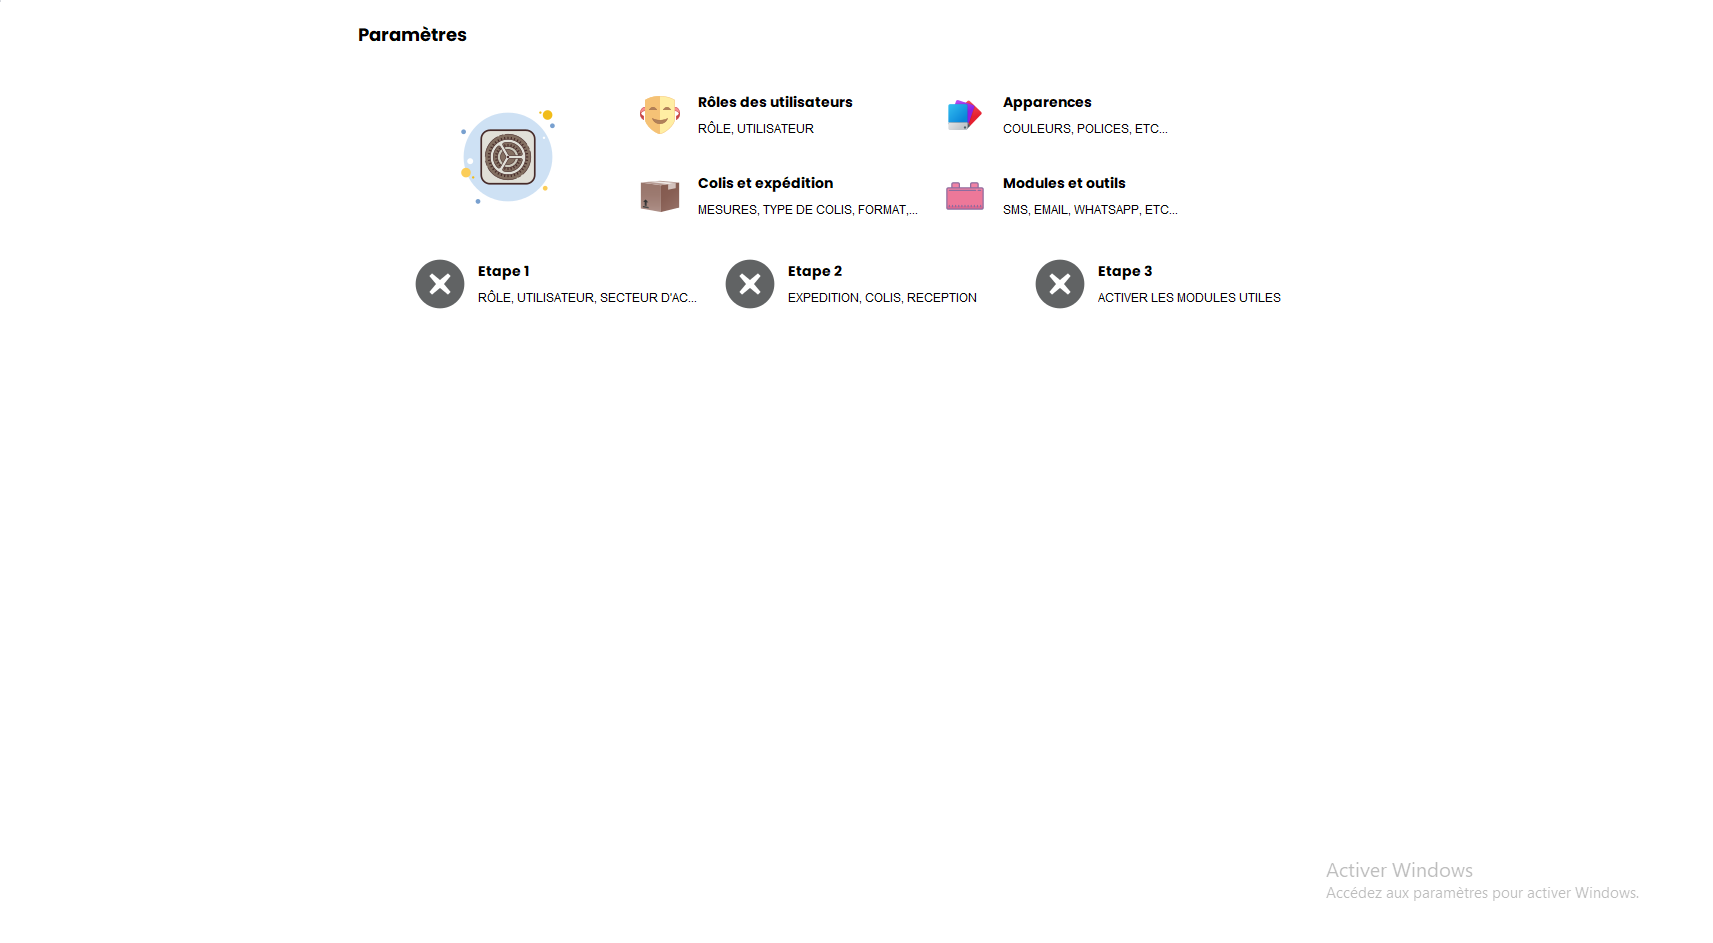 Paramètres
Rôles des utilisateurs
RÔLE, UTILISATEUR
Apparences
COULEURS, POLICES, ETC...
Colis et expédition
MESURES, TYPE DE COLIS, FORMAT,...
Modules et outils
SMS, EMAIL, WHATSAPP, ETC...
Etape 1
RÔLE, UTILISATEUR, SECTEUR D'AC...
Etape 2
EXPEDITION, COLIS, RECEPTION
Etape 3
ACTIVER LES MODULES UTILES
Activer Windows
Accédez aux paramètres pour activer Windows.